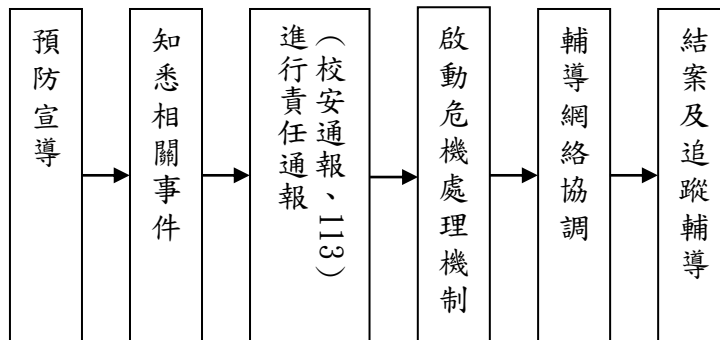 預防宣導
知悉相關事件
進行責任通報
（校安通報、113）
啟動危機處理機制
輔導網絡協調
結案及追蹤輔導